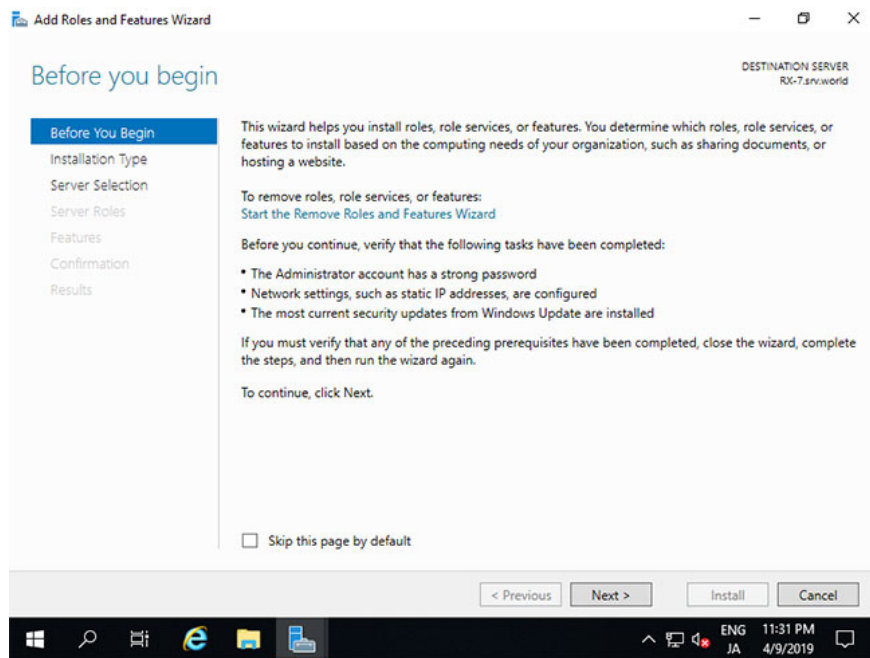 Add Roles and Features Wizard
Before you begin
DESTINATION SERVER
RX-7.srv.world
Before You Begin
Installation Type
Server Selection
Server Roles
Features
Confirmation
Results
This wizard helps you install roles, role services, or features. You determine which roles, role services, or
features to install based on the computing needs of your organization, such as sharing documents, or
hosting a website.
To remove roles, role services, or features:
Start the Remove Roles and Features Wizard
Before you continue, verify that the following tasks have been completed:
• The Administrator account has a strong password
• Network settings, such as static IP addresses, are configured
• The most current security updates from Windows Update are installed
If you must verify that any of the preceding prerequisites have been completed, close the wizard, complete
the steps, and then run the wizard again.
To continue, click Next.
Skip this page by default
< Previous
Next >
Install
Cancel
ENG
JA
11:31 PM
4/9/2019